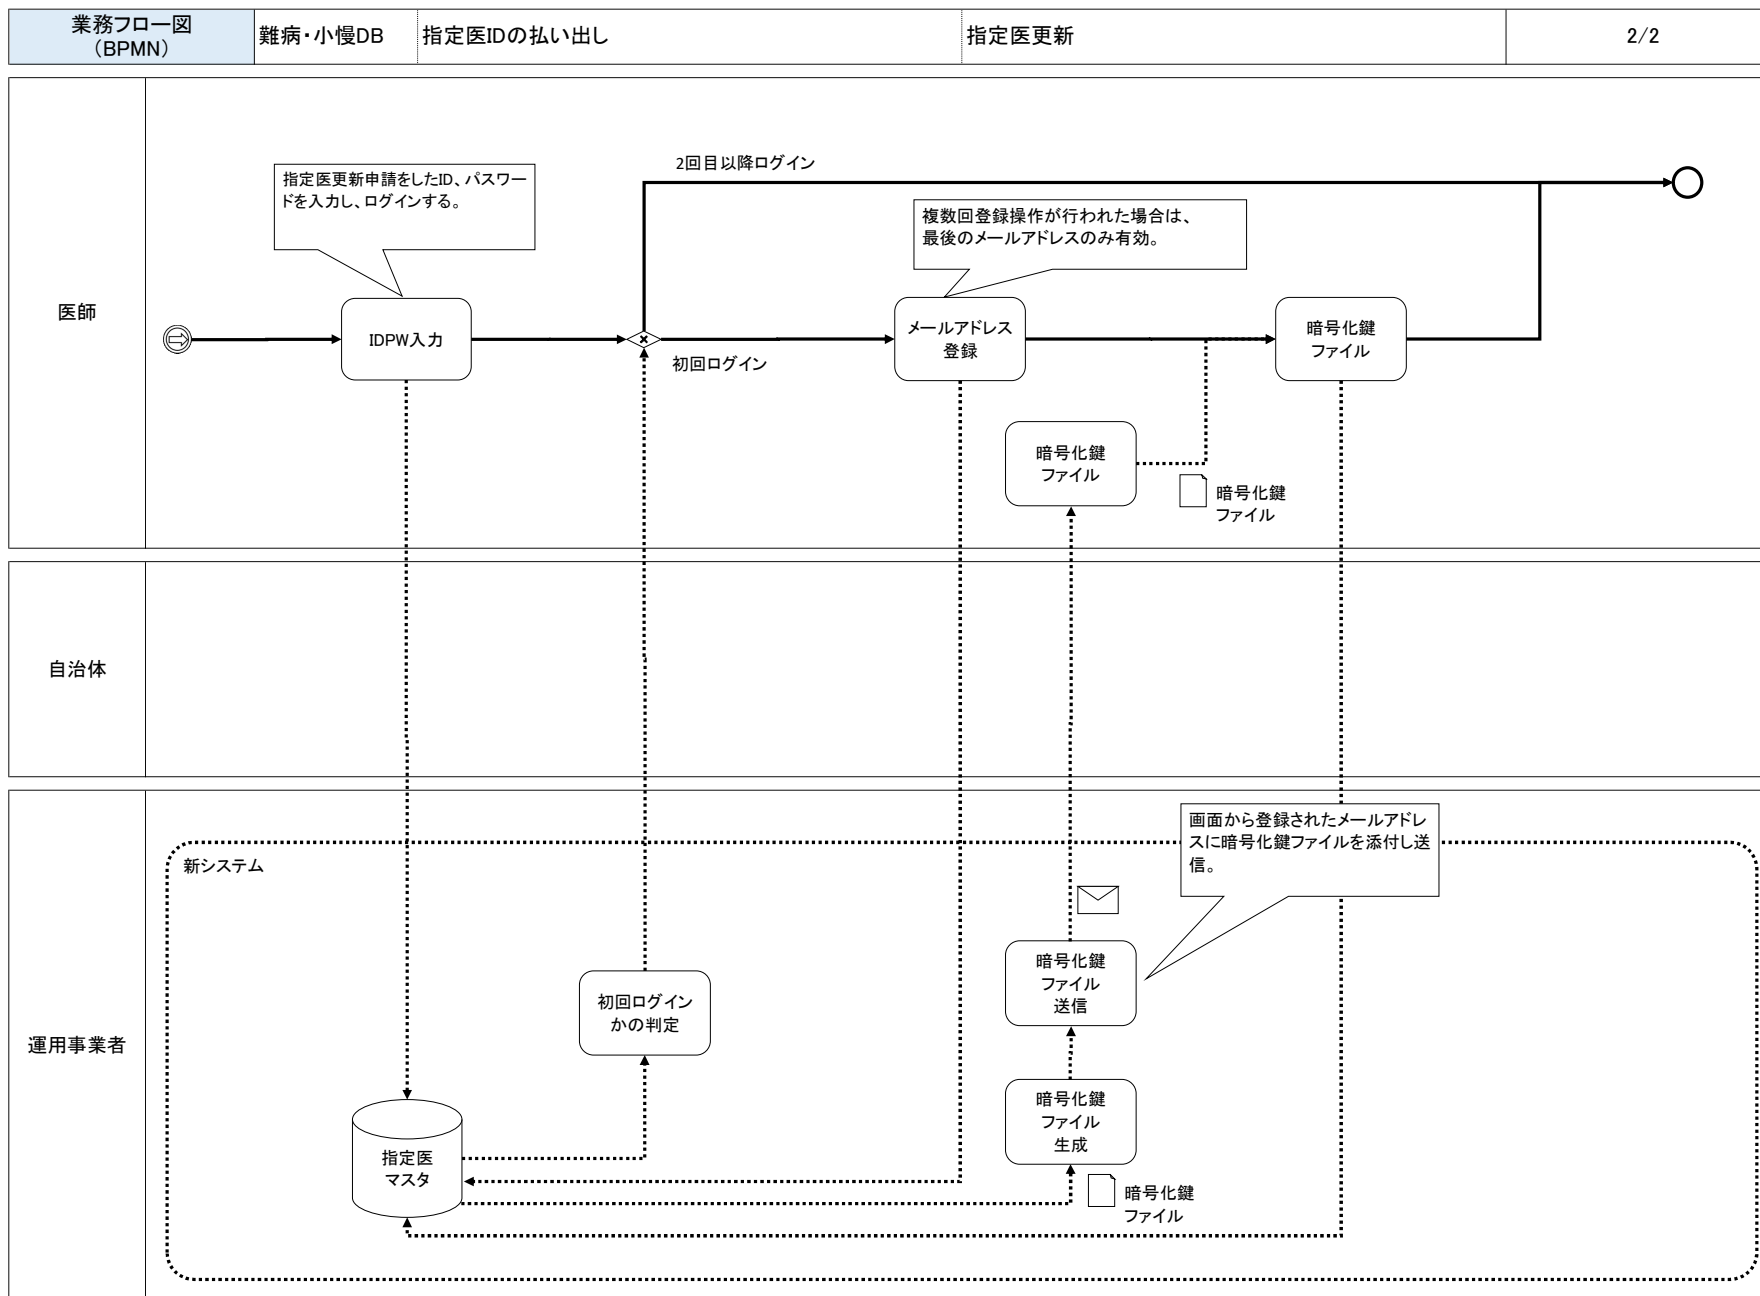 業務フロー図
（BPMN）
難病・小慢DB
指定医IDの払い出し
指定医更新
2/2
医師
指定医更新申請をしたID、パスワー
ドを入力し、ログインする。
2回目以降ログイン
複数回登録操作が行われた場合は、
最後のメールアドレスのみ有効。
IDPW入力
初回ログイン
メールアドレス
登録
暗号化鍵
ファイル
暗号化鍵
ファイル
暗号化鍵
ファイル
自治体
運用事業者
新システム
画面から登録されたメールアドレ
スに暗号化鍵ファイルを添付し送
信。
初回ログイン
かの判定
暗号化鍵
ファイル
送信
暗号化鍵
ファイル
生成
指定医
マスタ
暗号化鍵
ファイル